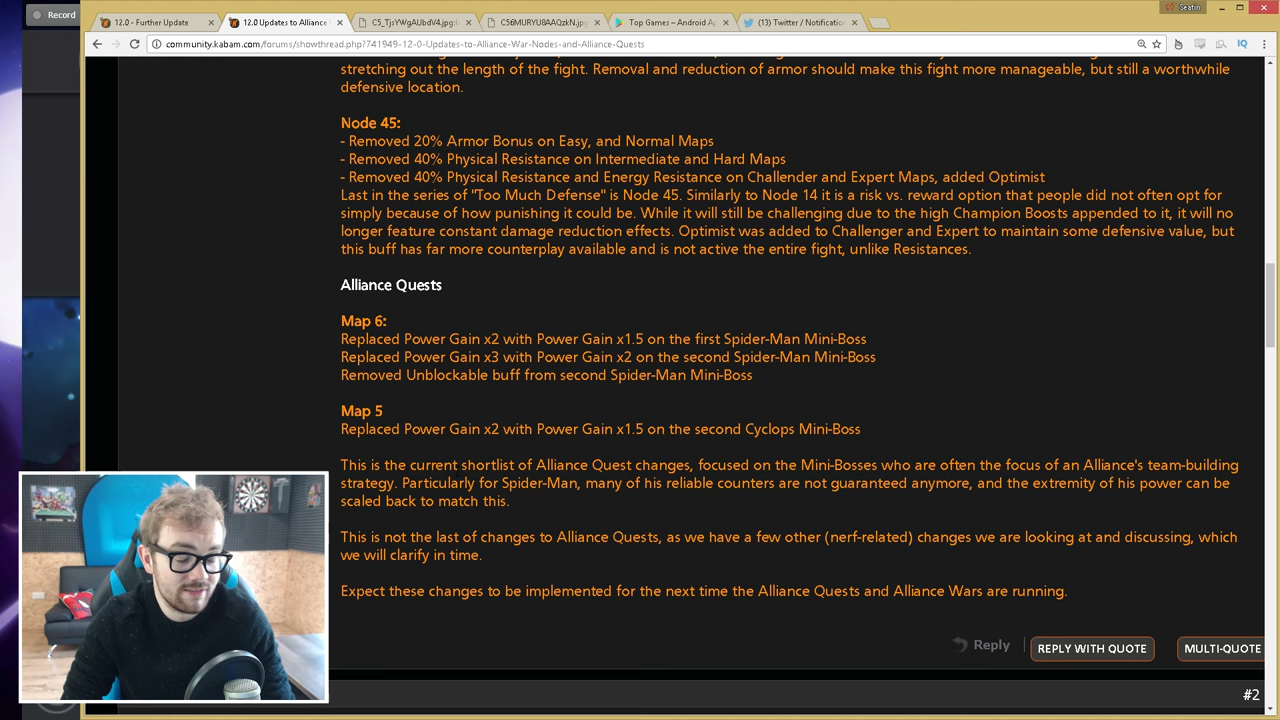 Record
12.0 - Further Update
12.0 Updates to Alliance
C5_TjsYWgAUbdV4.jpg:
C56MURYU8AAQzkN.jpg
Top Games - Android Ap
(13) Twitter / Notification
Seatin
community.kabam.com/forums/showthread.php?741949-12-0-Updates-to-Alliance-War-Nodes-and-Alliance-Quests
stretching out the length of the fight. Removal and reduction of armor should make this fight more manageable, but still a worthwhile
defensive location.
Node 45:
- Removed 20% Armor Bonus on Easy, and Normal Maps
- Removed 40% Physical Resistance on Intermediate and Hard Maps
- Removed 40% Physical Resistance and Energy Resistance on Challender and Expert Maps, added Optimist
Last in the series of "Too Much Defense" is Node 45. Similarly to Node 14 it is a risk vs. reward option that people did not often opt for
simply because of how punishing it could be. While it will still be challenging due to the high Champion Boosts appended to it, it will no
longer feature constant damage reduction effects. Optimist was added to Challenger and Expert to maintain some defensive value, but
this buff has far more counterplay available and is not active the entire fight, unlike Resistances.
Alliance Quests
Map 6:
Replaced Power Gain x2 with Power Gain x1.5 on the first Spider-Man Mini-Boss
Replaced Power Gain x3 with Power Gain x2 on the second Spider-Man Mini-Boss
Removed Unblockable buff from second Spider-Man Mini-Boss
Map 5
Replaced Power Gain x2 with Power Gain x1.5 on the second Cyclops Mini-Boss
This is the current shortlist of Alliance Quest changes, focused on the Mini-Bosses who are often the focus of an Alliance's team-building
strategy. Particularly for Spider-Man, many of his reliable counters are not guaranteed anymore, and the extremity of his power can be
scaled back to match this.
This is not the last of changes to Alliance Quests, as we have a few other (nerf-related) changes we are looking at and discussing, which
we will clarify in time.
Expect these changes to be implemented for the next time the Alliance Quests and Alliance Wars are running.
Reply
REPLY WITH QUOTE
MULTI-QUOTE
#2